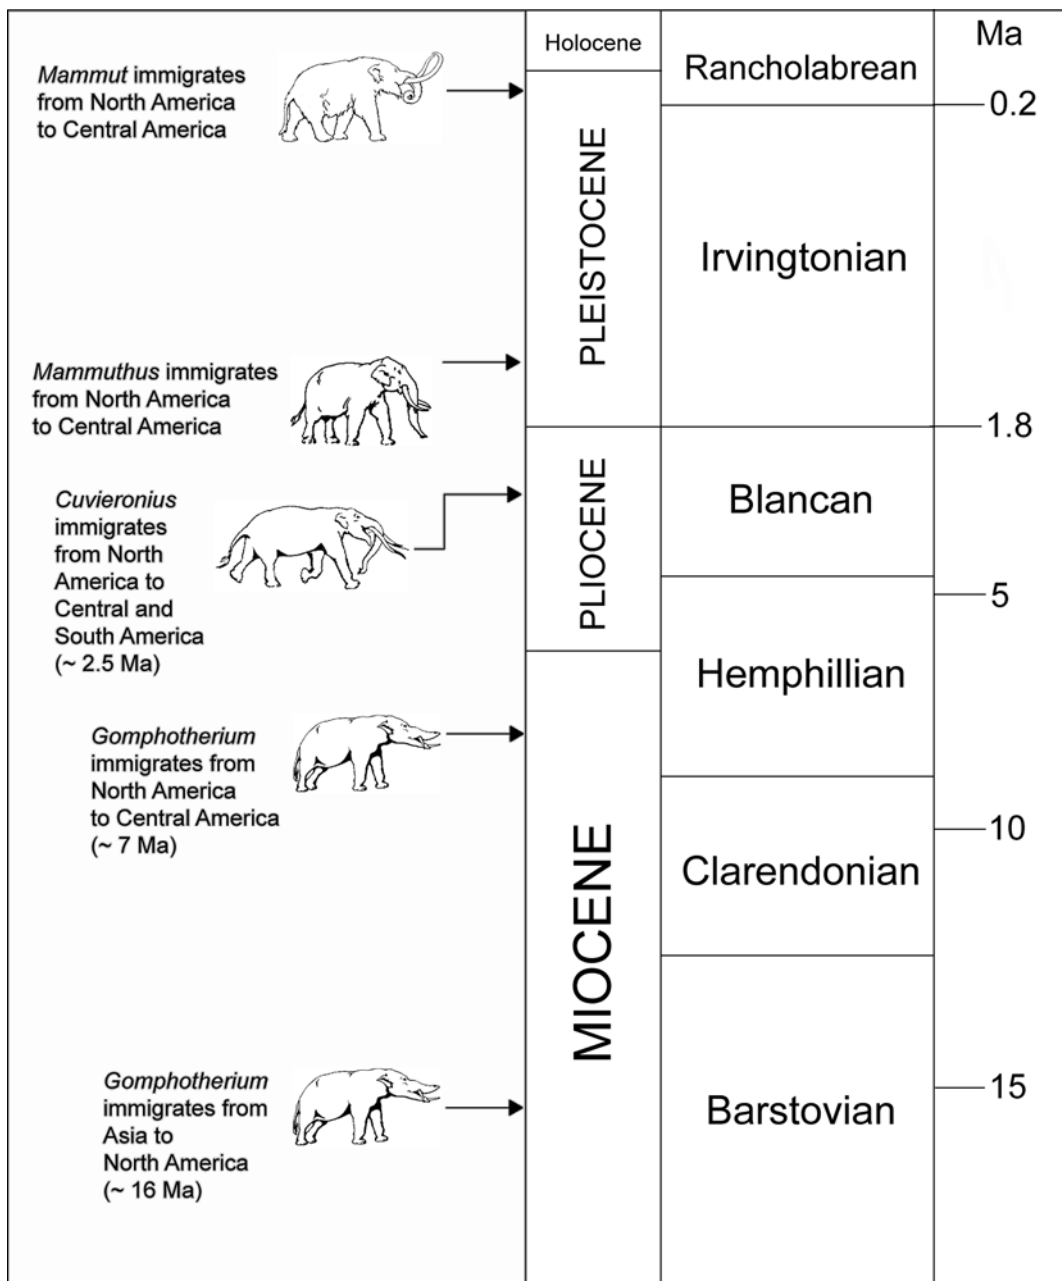 Mammut immigrates
from North America
to Central America
Mammuthus immigrates
from North America
to Central America
Cuvieronius
immigrates
from North
America to
Central and
South America
(~ 2.5 Ma)
Gomphotherium
immigrates from
North America
to Central America
(~ 7 Ma)
Gomphotherium
immigrates from
Asia to
North America
(~ 16 Ma)
Holocene
PLEISTOCENE
PLIOCENE
MIOCENE
Rancholabrean
Irvingtonian
Blancan
Hemphillian
Clarendonian
Barstovian
Ma
0.2
1.8
5
10
15